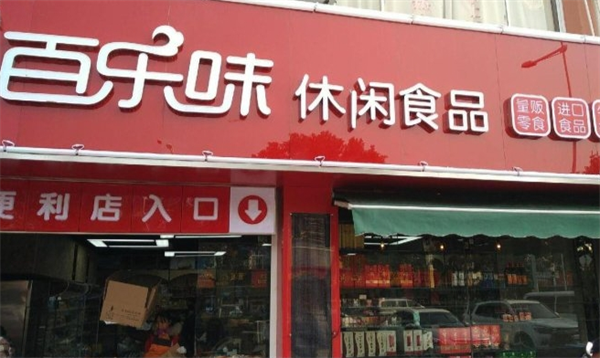 百乐味 休闲食品
量贩
零食
进口
食品
便利店入口